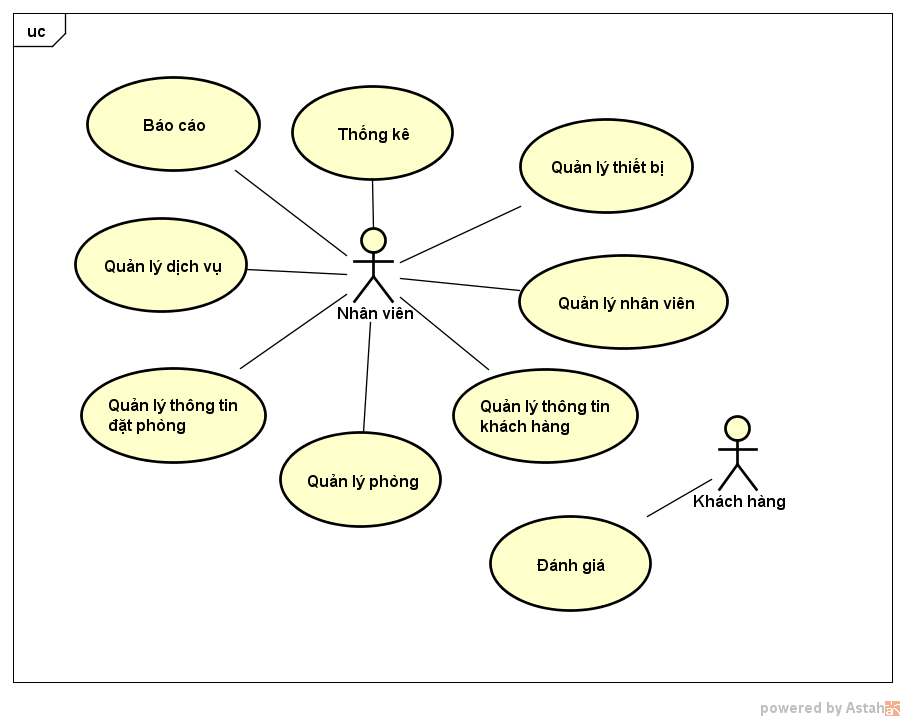 uc
Báo cáo
Thống kê
Quản lý thiết bị
Quản lý dịch vụ
Quản lý nhân viên
Nhân viên
Quản lý thông tin
đặt phòng
Quản lý thông tin
khách hàng
Quản lý phòng
Khách hàng
Đánh giá
powered by Astah